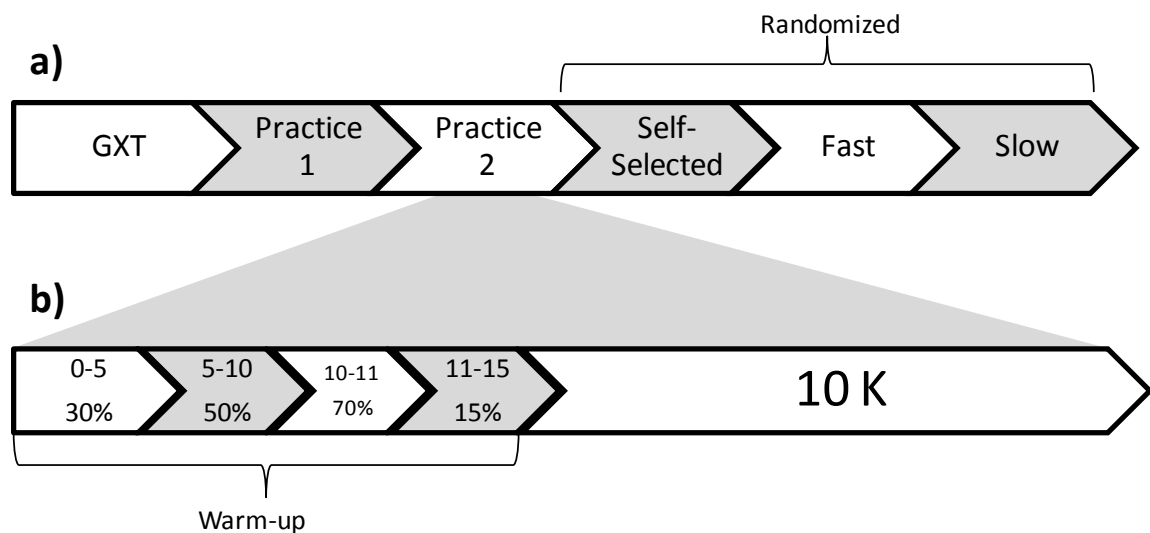 Randomized
a)
GXT
Practice
1
Practice
2
Self-
Selected
Fast
Slow
b)
0-5
30%
5-10
50%
10-11
70%
11-15
15%
10 K
Warm-up